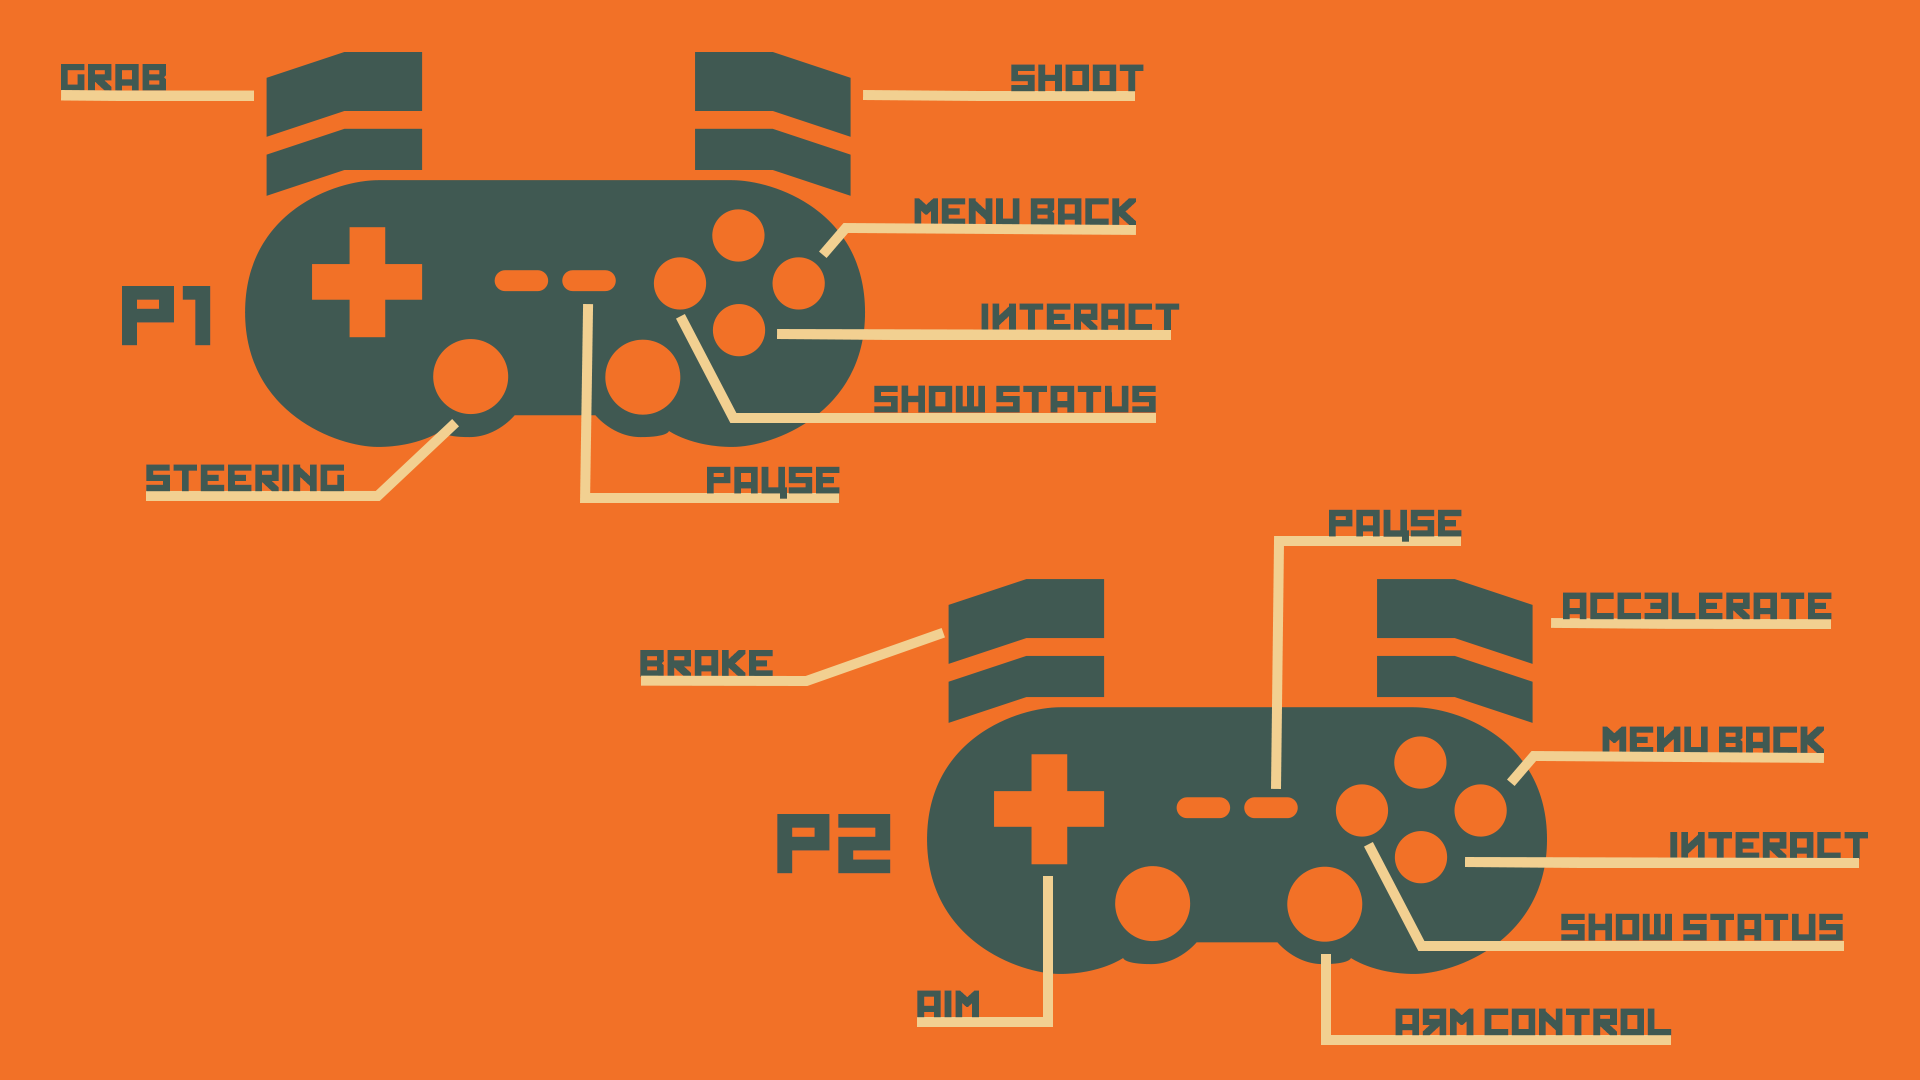 GRAB
SHOOT
MENU BACK
P1
INTERACT
SHOW STATUS
STEERING
PAUSE
PAUSE
ACCELERATE
BRAKE
MENU BACK
P2
INTERACT
SHOW STATUS
AIM
ARM CONTROL